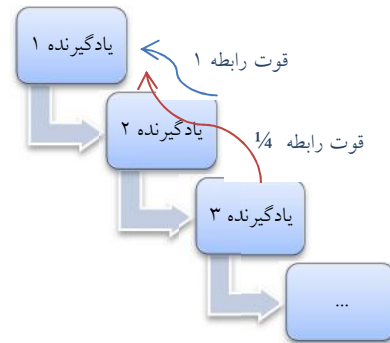 یادگیرنده ۱
قوت رابطه ۱
یادگیرنده ۲
قوت رابطه ¼
یادگیرنده ۳
...